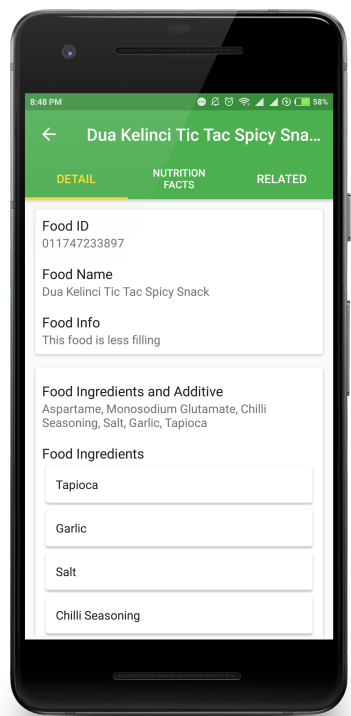 8:48 PM 58%
Dua Kelinci Tic Tac Spicy Sna...
DETAIL
NUTRITION
FACTS
RELATED
Food ID
011747233897
Food Name
Dua Kelinci Tic Tac Spicy Snack
Food Info
This food is less filling
Food Ingredients and Additive
Aspartame, Monosodium Glutamate, Chilli
Seasoning, Salt, Garlic, Tapioca
Food Ingredients
Tapioca
Garlic
Salt
Chilli Seasoning